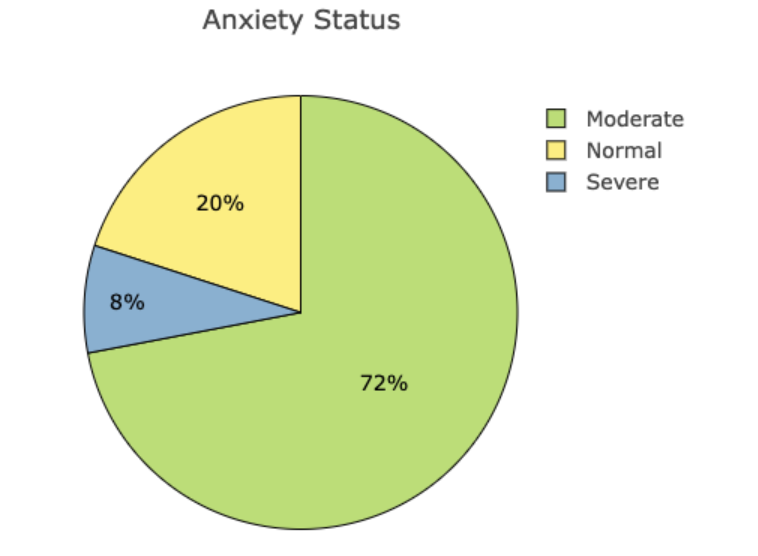 Anxiety Status
Moderate
Normal
Severe
20%
8%
72%